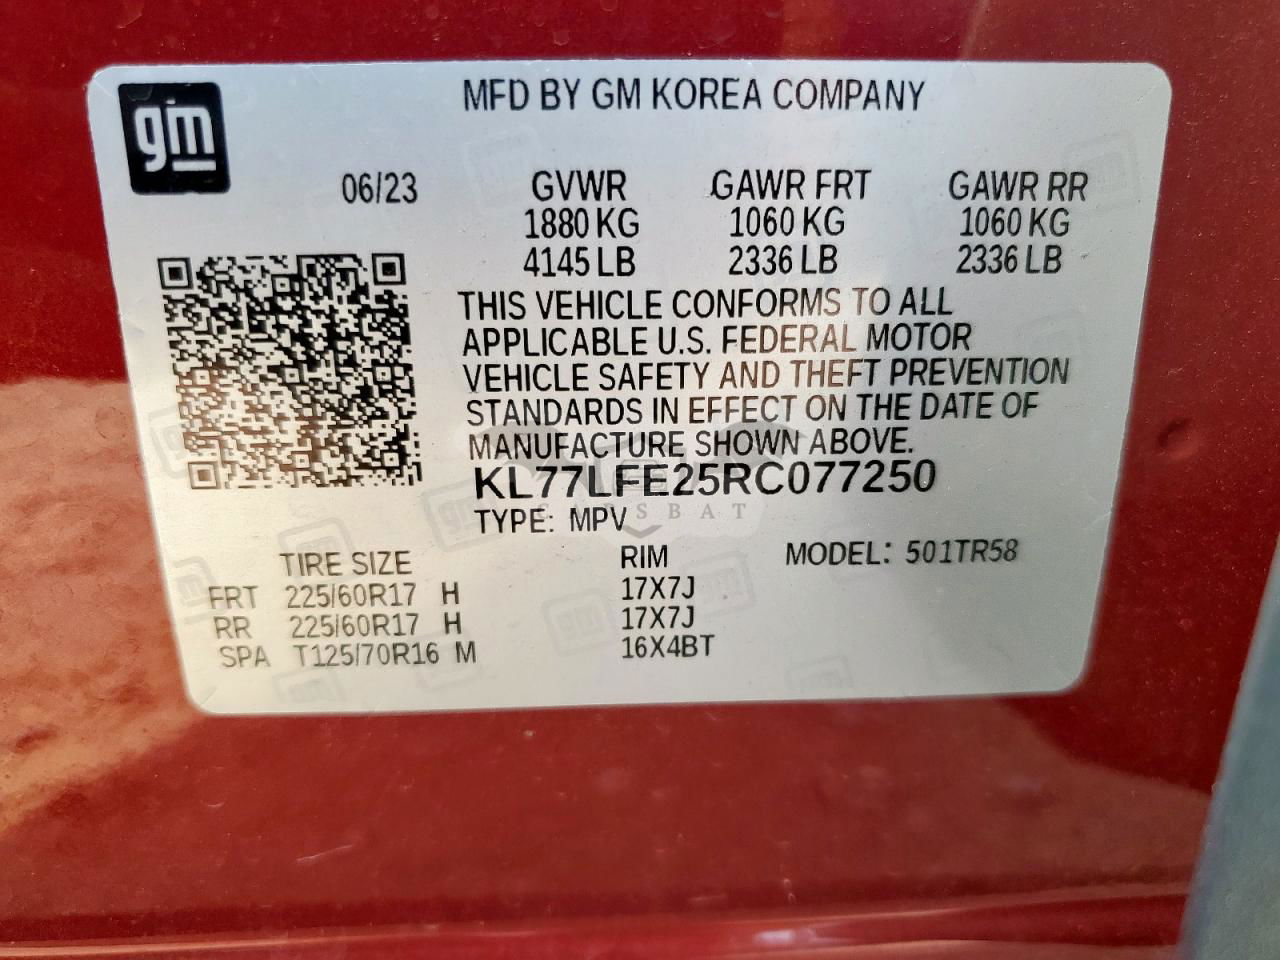 gm
MFD BY GM KOREA COMPANY
06/23 GVWR GAWR FRT GAWR RR
1880 KG 1060 KG 1060 KG
4145 LB 2336 LB 2336 LB
THIS VEHICLE CONFORMS TO ALL
APPLICABLE U.S. FEDERAL MOTOR
VEHICLE SAFETY AND THEFT PREVENTION
STANDARDS IN EFFECT ON THE DATE OF
MANUFACTURE SHOWN ABOVE.
KL77LFE25RC077250
CARSBAT
TYPE: MPV
TIRE SIZE RIM MODEL: 501TR58
FRT 225/60R17 H 17X7J
RR 225/60R17 H 17X7J
SPA T125/70R16 M 16X4BT